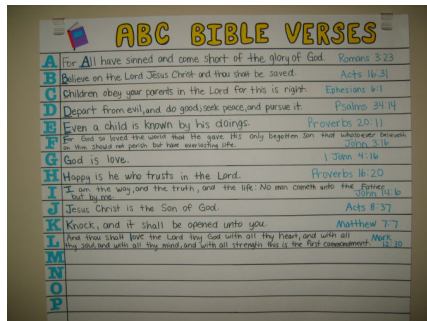 ABC BIBLE VERSES
A For All have sinned and come short of the glory of God. Romans 3:23
B Believe on the Lord Jesus Christ and thou shalt be saved. Acts 16:31
C Children obey your parents in the Lord for this is right. Ephesians 6:1
D Depart from evil, and do good; seek peace, and pursue it. Psalms 34:14
E Even a child is known by his doings. Proverbs 20:11
F For God so loved the world that He gave His only begotten Son that whosoever believeth
on Him should not perish but have everlasting life. John 3:16
G God is love. 1 John 4:16
H Happy is he who trusts in the Lord. Proverbs 16:20
I I am the way, and the truth, and the life: No man cometh unto the Father
but by me. John 14:6
J Jesus Christ is the Son of God. Acts 8:37
K Knock, and it shall be opened unto you. Matthew 7:7
L And thou shalt love the Lord thy God with all thy heart, and with all
thy soul, and with all thy mind, and with all strength this is the first commandment. Mark 12:30
M
N
O
P